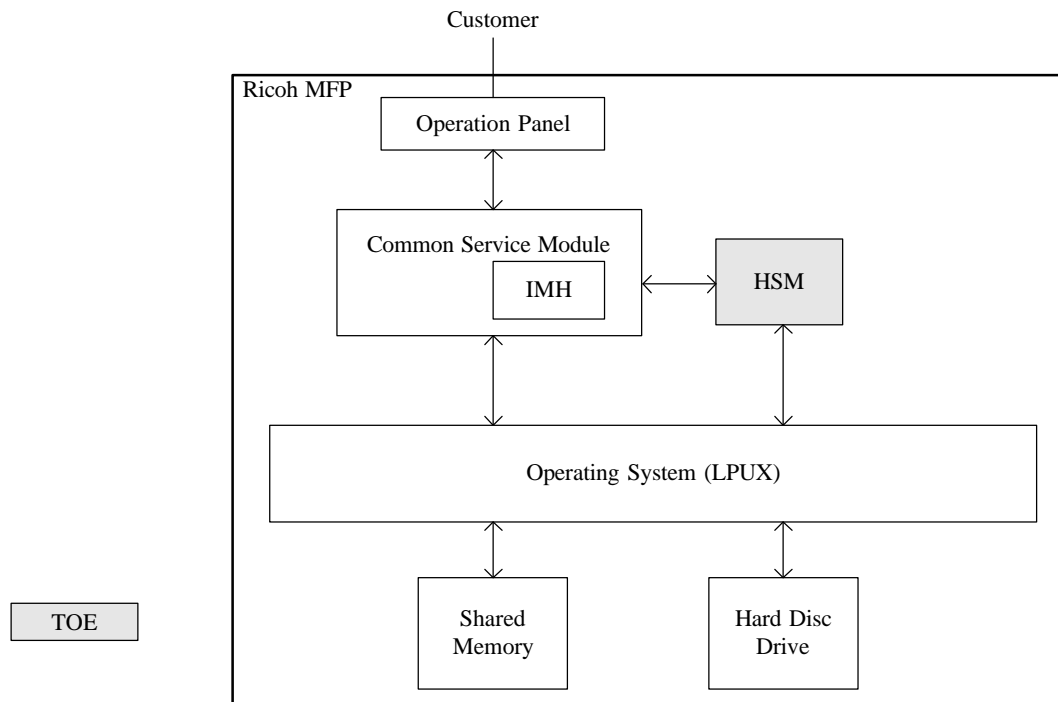 Customer
Ricoh MFP
Operation Panel
Common Service Module
IMH
HSM
Operating System (LPUX)
Shared
Memory
Hard Disc
Drive
TOE